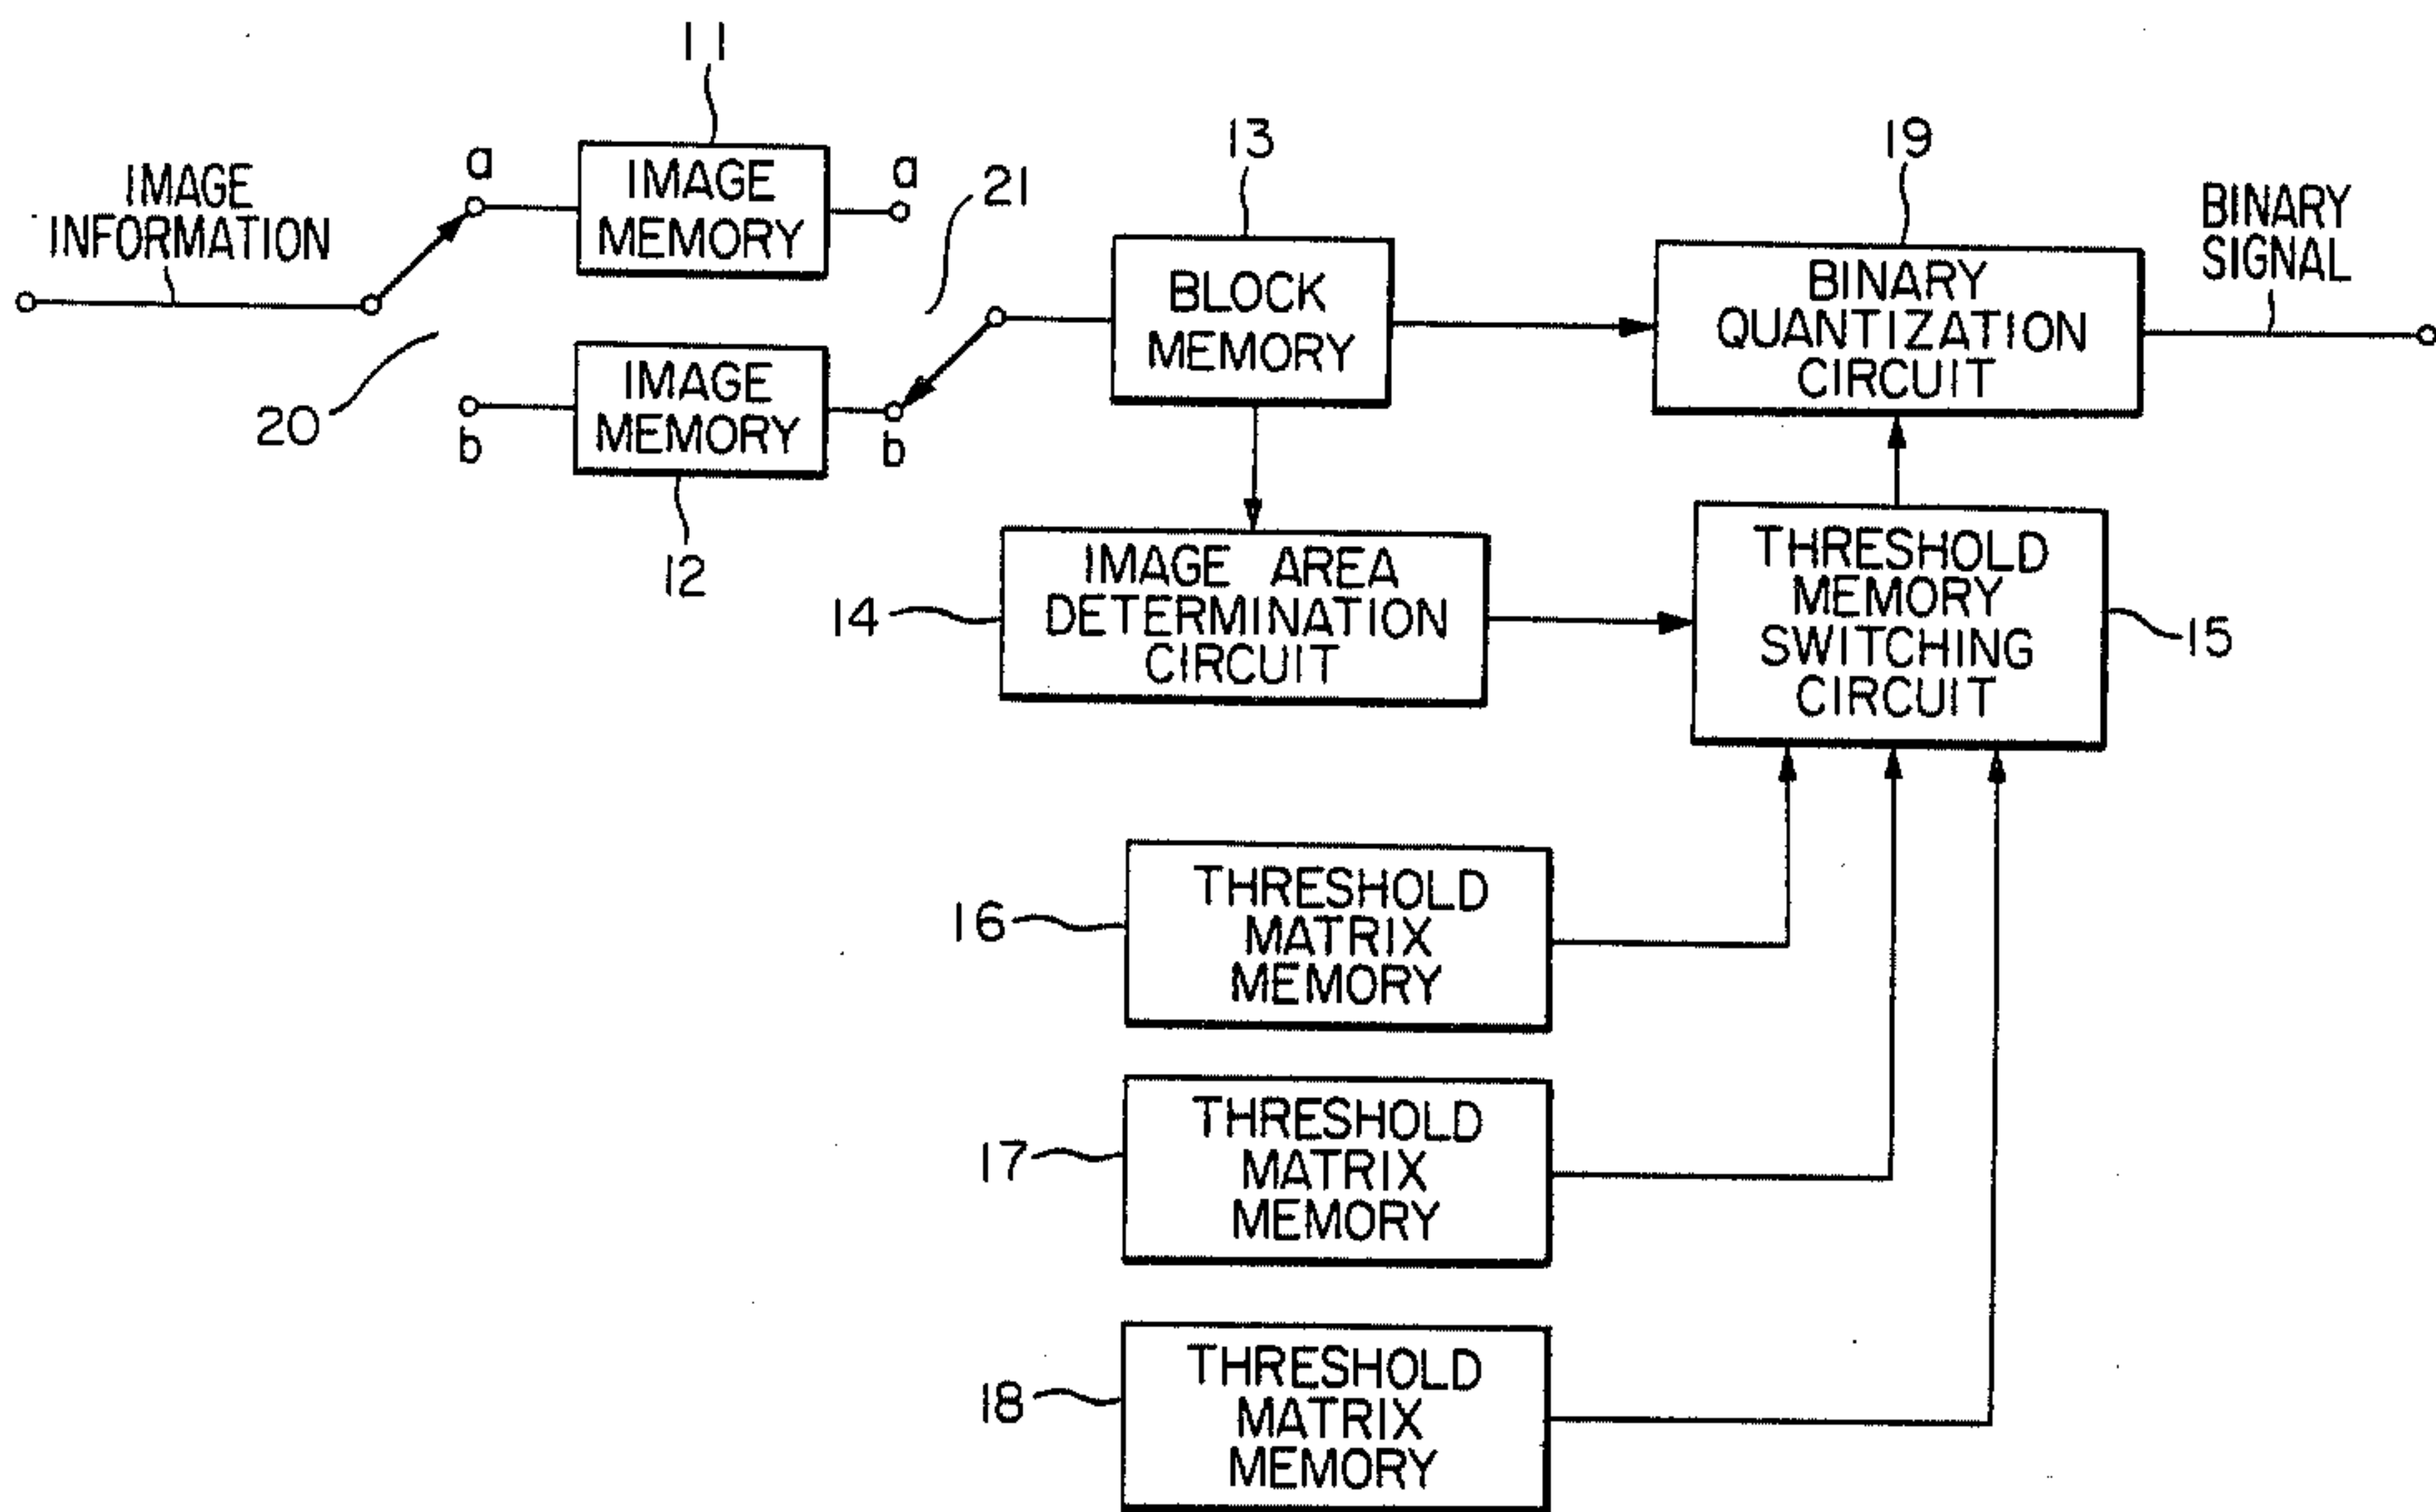 11
IMAGE
INFORMATION
a
IMAGE
MEMORY
a
21
13
BLOCK
MEMORY
19
BINARY
QUANTIZATION
CIRCUIT
BINARY
SIGNAL
20
b
IMAGE
MEMORY
b
12
14
IMAGE AREA
DETERMINATION
CIRCUIT
THRESHOLD
MEMORY
SWITCHING
CIRCUIT
15
16
THRESHOLD
MATRIX
MEMORY
17
THRESHOLD
MATRIX
MEMORY
18
THRESHOLD
MATRIX
MEMORY